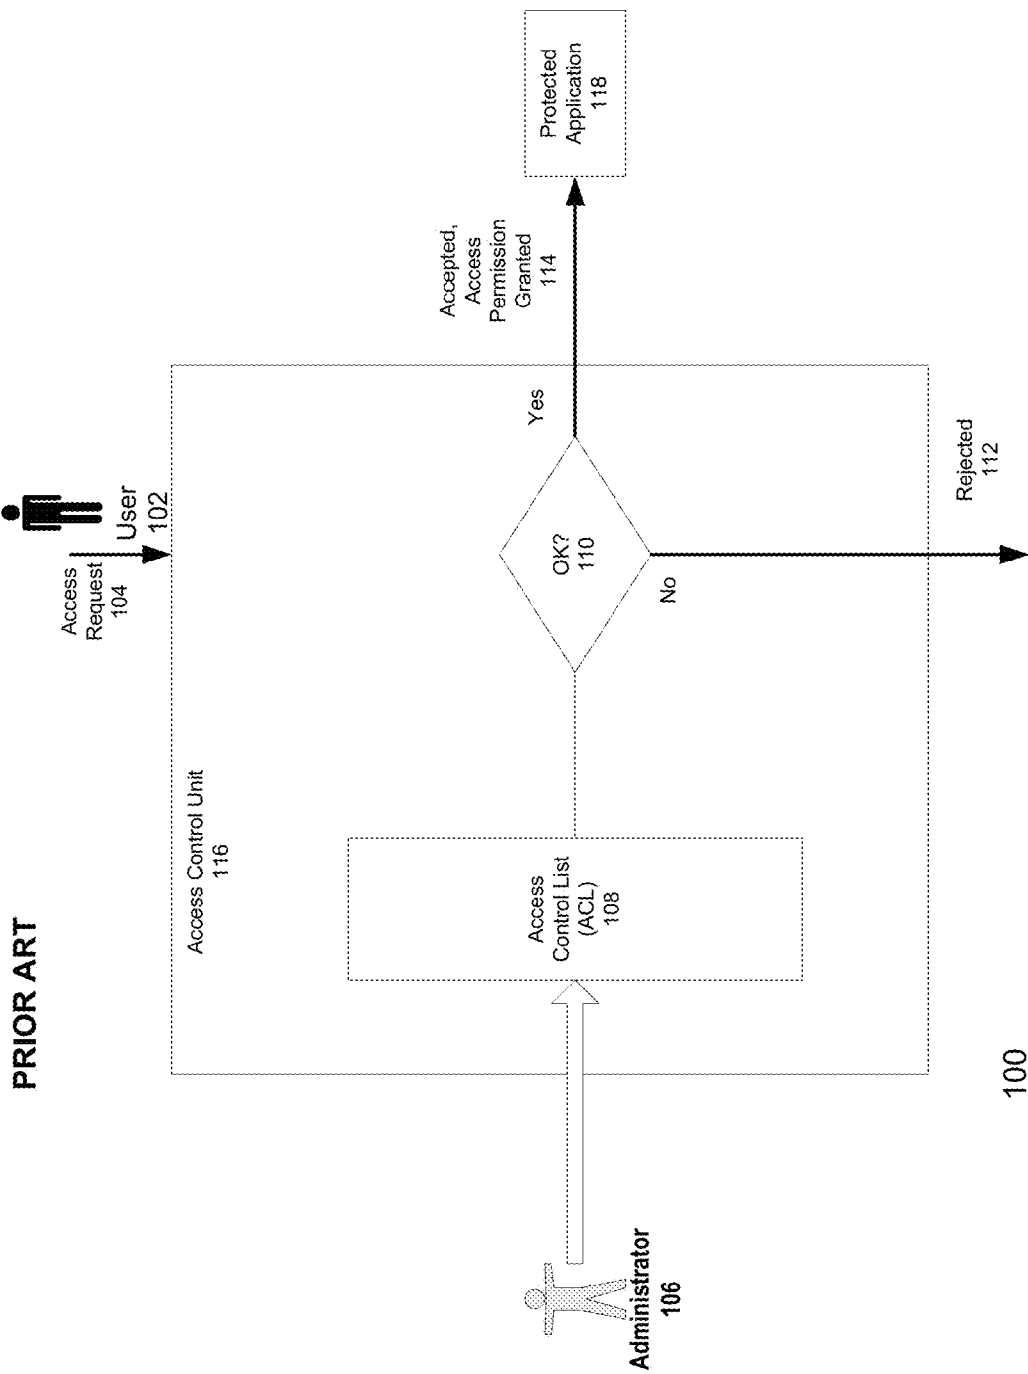 PRIOR ART
User
102
Access
Request
104
Access Control Unit
116
Access
Control List
(ACL)
108
OK?
110
Yes
No
Accepted,
Access
Permission
Granted
114
Protected
Application
118
Rejected
112
Administrator
106
100